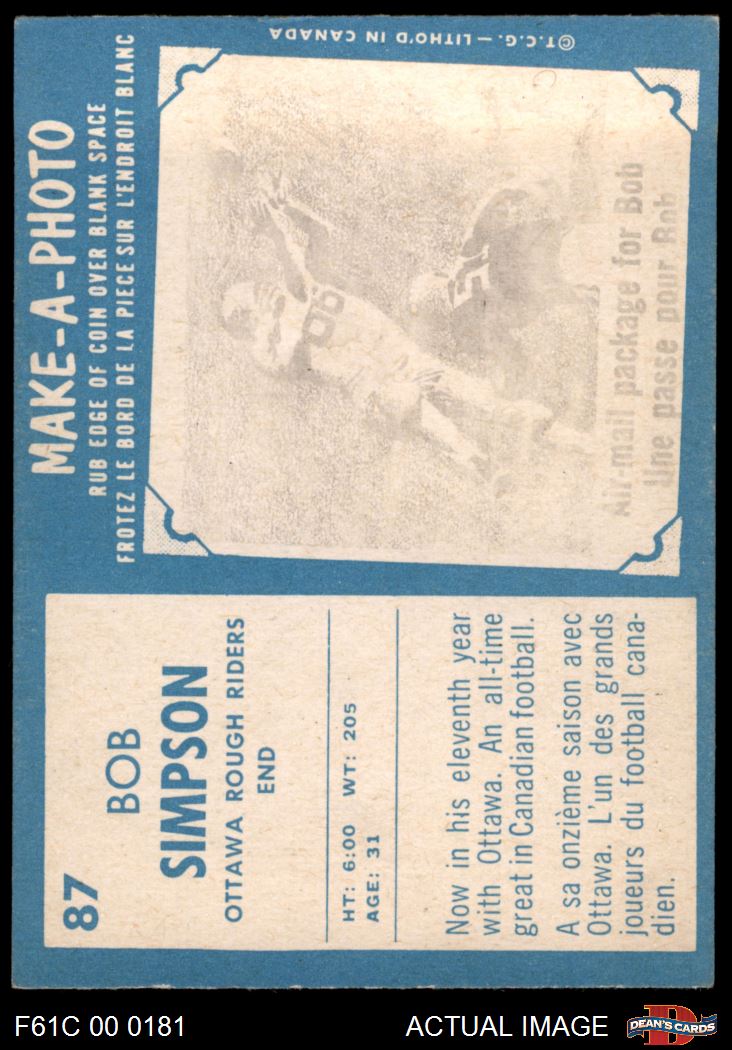 87
BOB
SIMPSON
OTTAWA ROUGH RIDERS
END
HT: 6:00 WT: 205
AGE: 31
Now in his eleventh year
with Ottawa. An all-time
great in Canadian football.
A sa onzième saison avec
Ottawa. L'un des grands
joueurs du football cana-
dien.
MAKE-A-PHOTO
RUB EDGE OF COIN OVER BLANK SPACE
FROTEZ LE BORD DE LA PIECE SUR L'ENDROIT BLANC
Air-mail package for Bob
Une passe pour Bob
©T.C.G. — LITHO'D IN CANADA
F61C 00 0181
ACTUAL IMAGE
D
DEAN'S CARDS